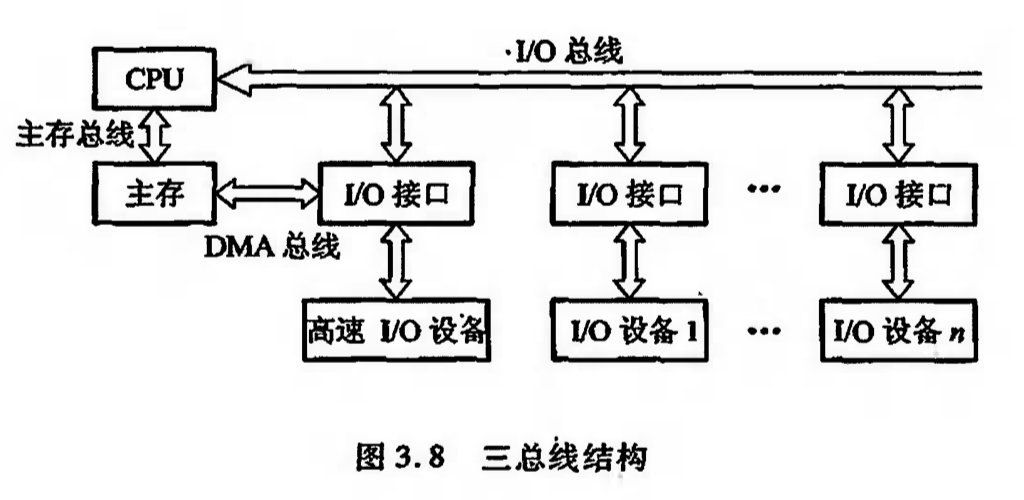 I/O 总线
CPU
主存总线
主存
I/O 接口
I/O 接口
...
I/O 接口
DMA 总线
高速 I/O 设备
I/O 设备 1
...
I/O 设备 n
图 3.8 三总线结构